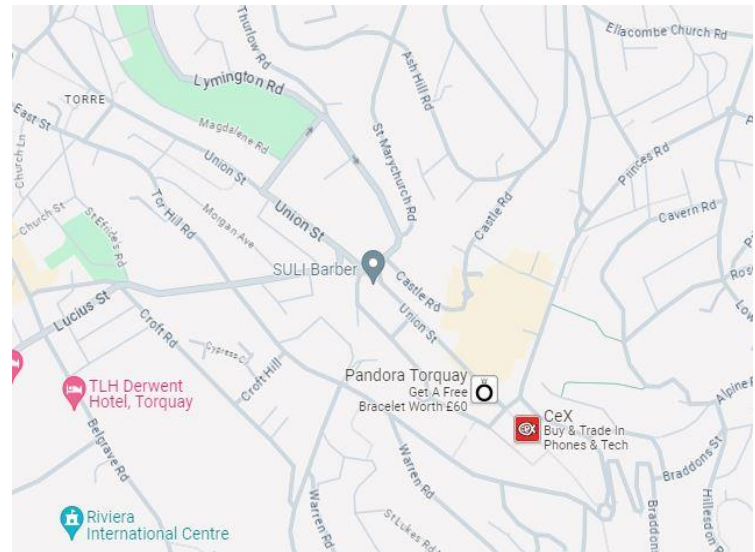 Thurlow Rd
Ellacombe Church Rd
Lymington Rd
Ash Hill Rd
TORRE
East St
Magdalene Rd
St Marychurch Rd
Church Ln
Union St
Princes Rd
Tor Hill Rd
Church St
St Efride's Rd
Morgan Ave
Union St
Castle Rd
Cavern Rd
SULI Barber
Castle Rd
Lucius St
Croft Rd
Union St
Cypress Ct
Croft Hill
Pandora Torquay
Get A Free
Bracelet Worth £60
TLH Derwent
Hotel, Torquay
CeX
Buy & Trade In
Phones & Tech
Alpine Rd
Belgrave Rd
Warren Rd
Braddons St
Riviera
International Centre
Warren Rd
St Lukes Rd
Hillesdon Rd